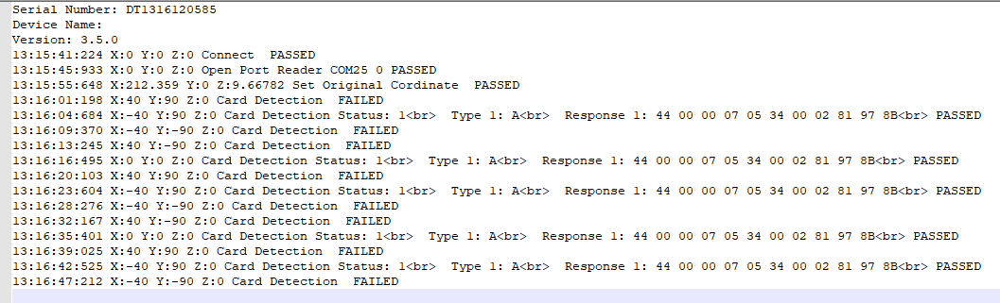 Serial Number: DT1316120585
Device Name:
Version: 3.5.0
13:15:41:224 X:0 Y:0 Z:0 Connect  PASSED
13:15:45:933 X:0 Y:0 Z:0 Open Port Reader COM25 0 PASSED
13:15:55:648 X:212.359 Y:0 Z:9.66782 Set Original Cordinate  PASSED
13:16:01:198 X:40 Y:90 Z:0 Card Detection  FAILED
13:16:04:684 X:-40 Y:90 Z:0 Card Detection Status: 1<br>  Type 1: A<br>  Response 1: 44 00 00 07 05 34 00 02 81 97 8B<br> PASSED
13:16:09:370 X:-40 Y:-90 Z:0 Card Detection  FAILED
13:16:13:245 X:40 Y:-90 Z:0 Card Detection  FAILED
13:16:16:495 X:0 Y:0 Z:0 Card Detection Status: 1<br>  Type 1: A<br>  Response 1: 44 00 00 07 05 34 00 02 81 97 8B<br> PASSED
13:16:20:103 X:40 Y:90 Z:0 Card Detection  FAILED
13:16:23:604 X:-40 Y:90 Z:0 Card Detection Status: 1<br>  Type 1: A<br>  Response 1: 44 00 00 07 05 34 00 02 81 97 8B<br> PASSED
13:16:28:276 X:-40 Y:-90 Z:0 Card Detection  FAILED
13:16:32:167 X:40 Y:-90 Z:0 Card Detection  FAILED
13:16:35:401 X:0 Y:0 Z:0 Card Detection Status: 1<br>  Type 1: A<br>  Response 1: 44 00 00 07 05 34 00 02 81 97 8B<br> PASSED
13:16:39:025 X:40 Y:90 Z:0 Card Detection  FAILED
13:16:42:525 X:-40 Y:90 Z:0 Card Detection Status: 1<br>  Type 1: A<br>  Response 1: 44 00 00 07 05 34 00 02 81 97 8B<br> PASSED
13:16:47:212 X:-40 Y:-90 Z:0 Card Detection  FAILED